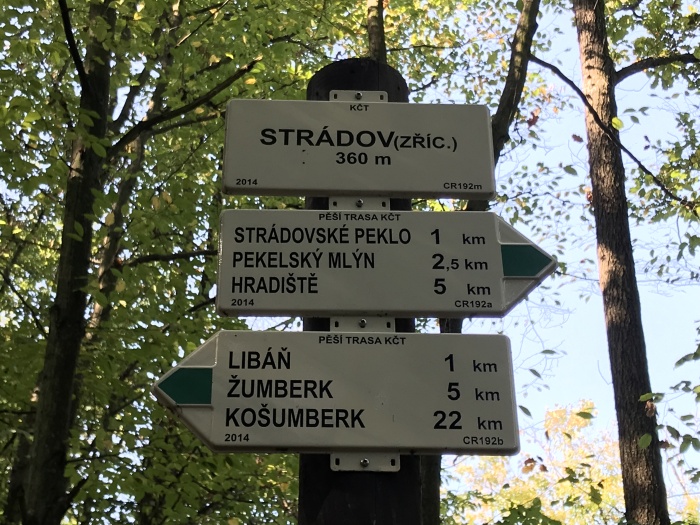 KČT
STRÁDOV(ZŘÍC.)
360 m
2014 CR192m
PĚŠÍ TRASA KČT
STRÁDOVSKÉ PEKLO 1 km
PEKELSKÝ MLÝN 2,5 km
HRADIŠTĚ 5 km
2014 CR192a
PĚŠÍ TRASA KČT
LIBÁŇ 1 km
ŽUMBERK 5 km
KOŠUMBERK 22 km
2014 CR192b